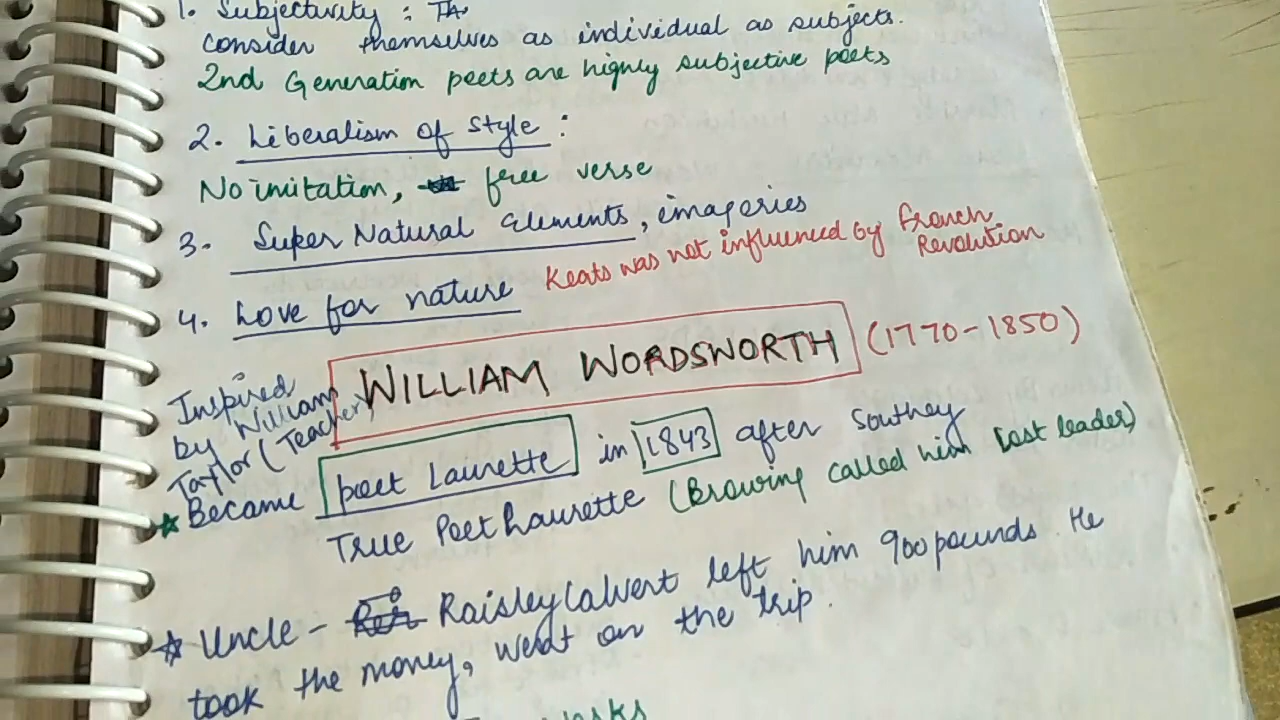 1. Subjectivity :
consider themselves as individual as subjects.
2nd Generation poets are highly subjective poets
2. Liberalism of Style :
No imitation, free verse
3. Super Natural Elements, imageries
Keats was not influenced by French
Revolution
4. Love for nature
WILLIAM WORDSWORTH (1770-1850)
Inspired
by William
Taylor (Teacher)
Became poet Laurette in 1843 after Southey
True Poet Laurette (Browing called him Lost leader)
Uncle - Raisley Calvert left him 900 pounds. He
took the money, went on the trip.